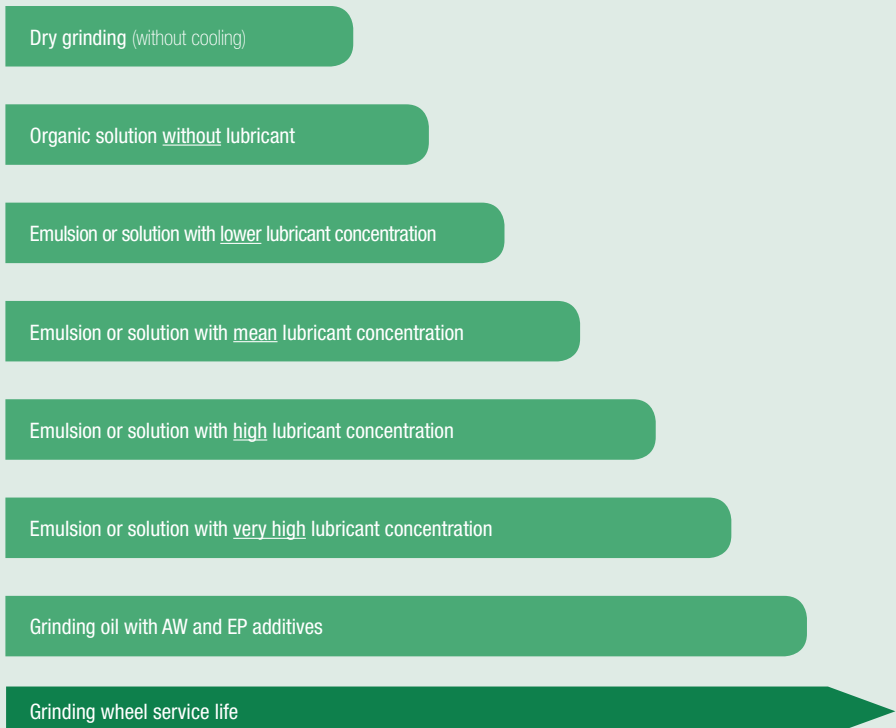 Dry grinding (without cooling)
Organic solution without lubricant
Emulsion or solution with lower lubricant concentration
Emulsion or solution with mean lubricant concentration
Emulsion or solution with high lubricant concentration
Emulsion or solution with very high lubricant concentration
Grinding oil with AW and EP additives
Grinding wheel service life